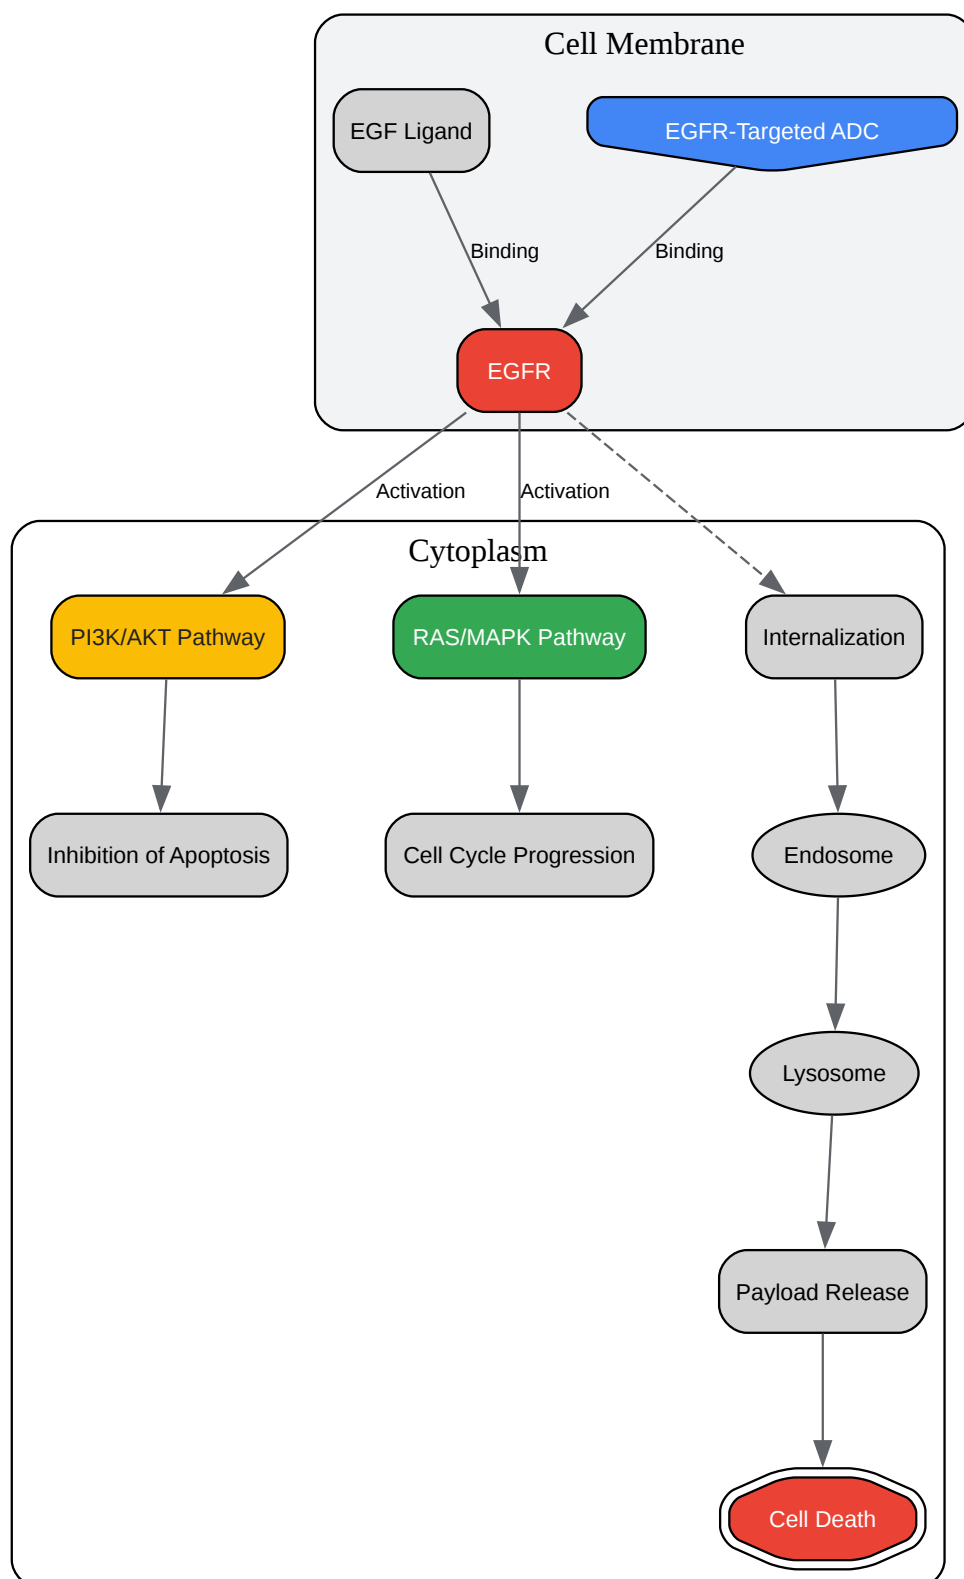 Cell Membrane
EGF Ligand
EGFR-Targeted ADC
Binding
Binding
EGFR
Activation
Activation
Cytoplasm
PI3K/AKT Pathway
RAS/MAPK Pathway
Internalization
Inhibition of Apoptosis
Cell Cycle Progression
Endosome
Lysosome
Payload Release
Cell Death